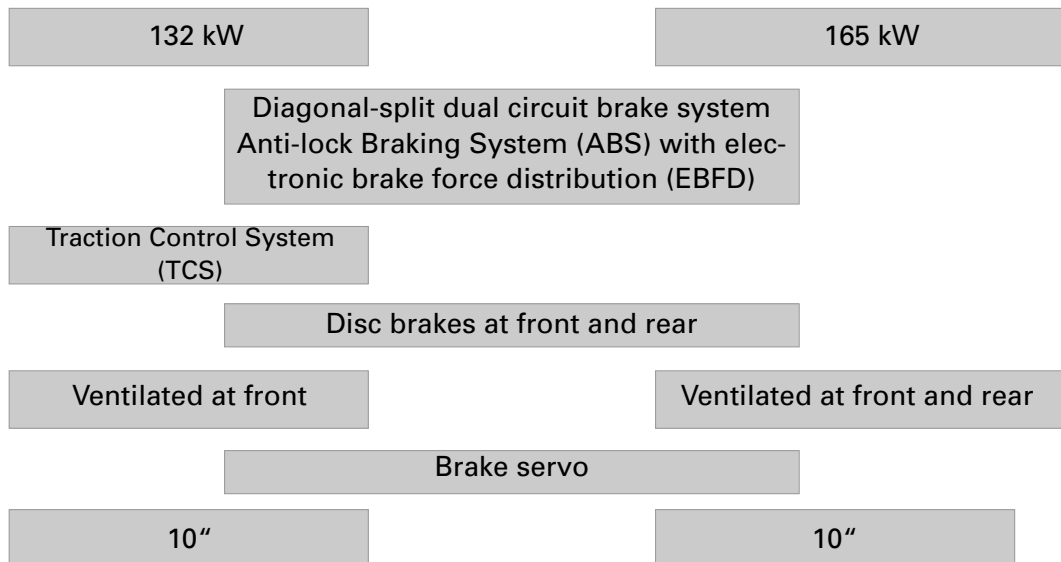 132 kW
165 kW
Diagonal-split dual circuit brake system
Anti-lock Braking System (ABS) with elec-
tronic brake force distribution (EBFD)
Traction Control System
(TCS)
Disc brakes at front and rear
Ventilated at front
Ventilated at front and rear
Brake servo
10“
10“